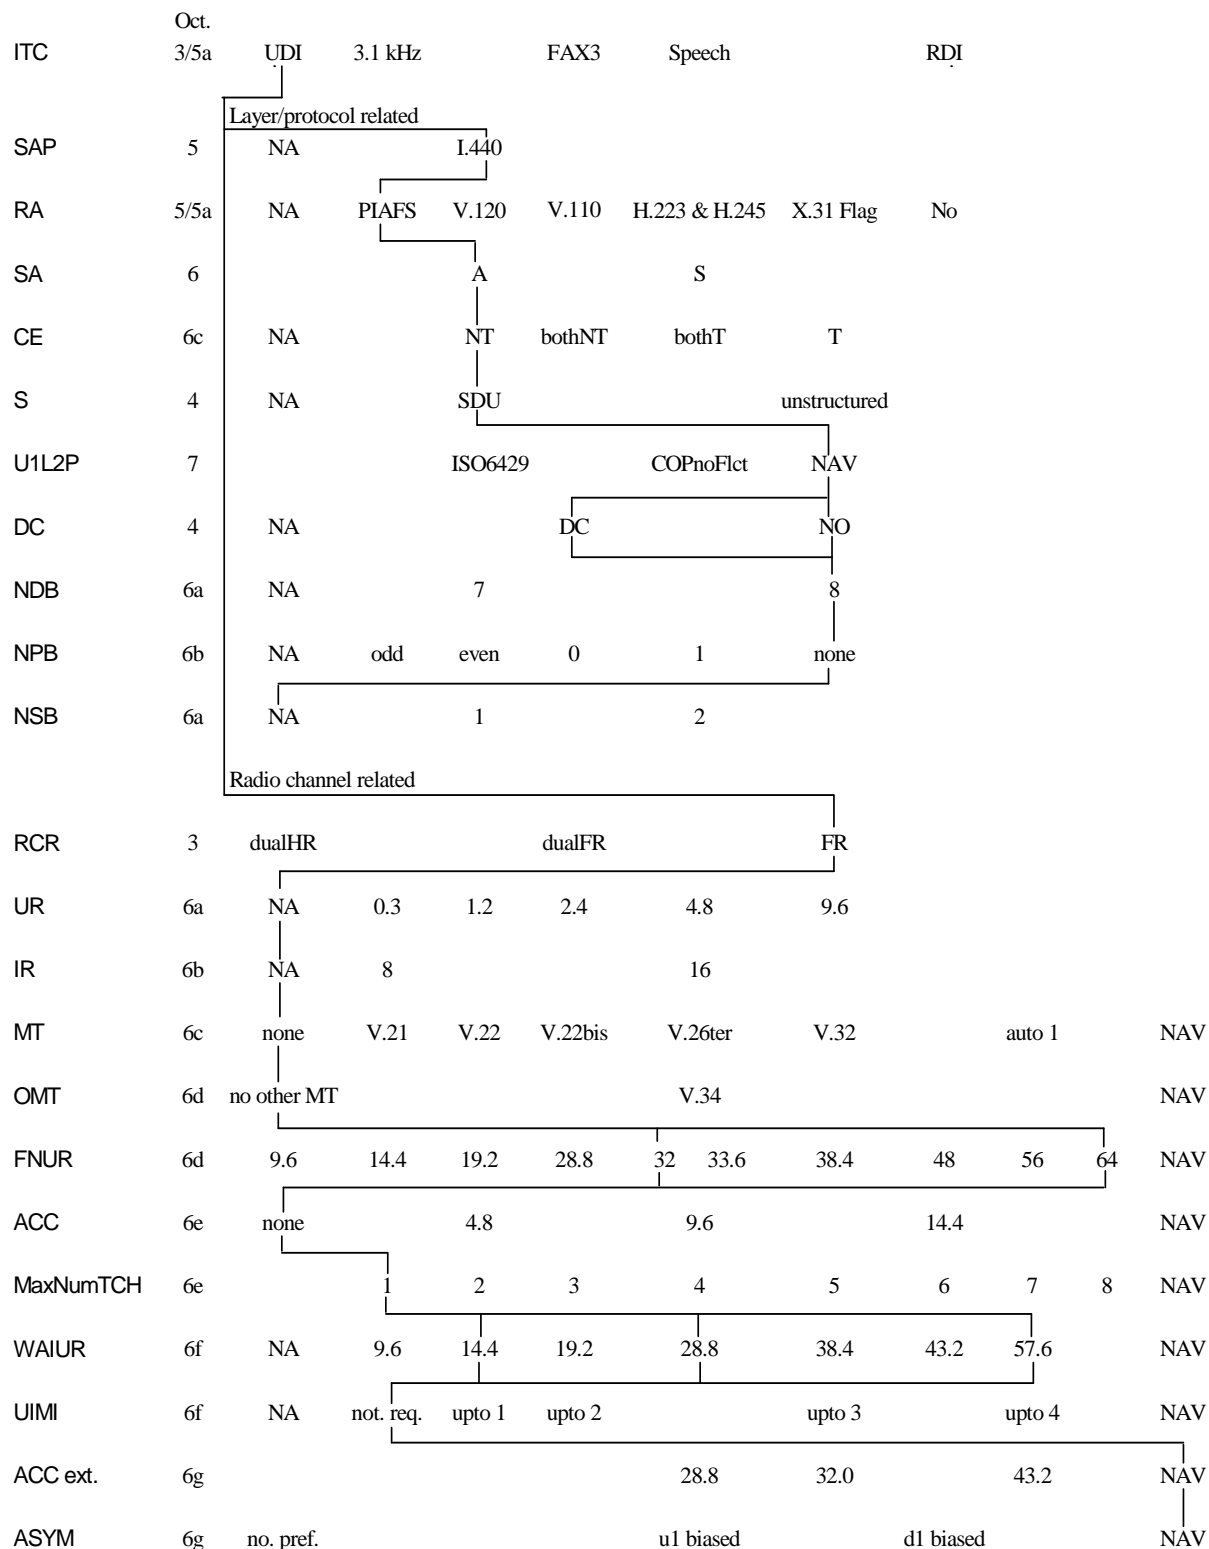 Oct.
ITC 3/5a UDI 3.1 kHz FAX3 Speech RDI
Layer/protocol related
SAP 5 NA I.440
RA 5/5a NA PIAFS V.120 V.110 H.223 & H.245 X.31 Flag No
SA 6 A S
CE 6c NA NT bothNT bothT T
S 4 NA SDU unstructured
U1L2P 7 ISO6429 COPnoFlct NAV
DC 4 NA DC NO
NDB 6a NA 7 8
NPB 6b NA odd even 0 1 none
NSB 6a NA 1 2
Radio channel related
RCR 3 dualHR dualFR FR
UR 6a NA 0.3 1.2 2.4 4.8 9.6
IR 6b NA 8 16
MT 6c none V.21 V.22 V.22bis V.26ter V.32 auto 1 NAV
OMT 6d no other MT V.34 NAV
FNUR 6d 9.6 14.4 19.2 28.8 32 33.6 38.4 48 56 64 NAV
ACC 6e none 4.8 9.6 14.4 NAV
MaxNumTCH 6e 1 2 3 4 5 6 7 8 NAV
WAIUR 6f NA 9.6 14.4 19.2 28.8 38.4 43.2 57.6 NAV
UIMI 6f NA not. req. upto 1 upto 2 upto 3 upto 4 NAV
ACC ext. 6g 28.8 32.0 43.2 NAV
ASYM 6g no. pref. u1 biased d1 biased NAV